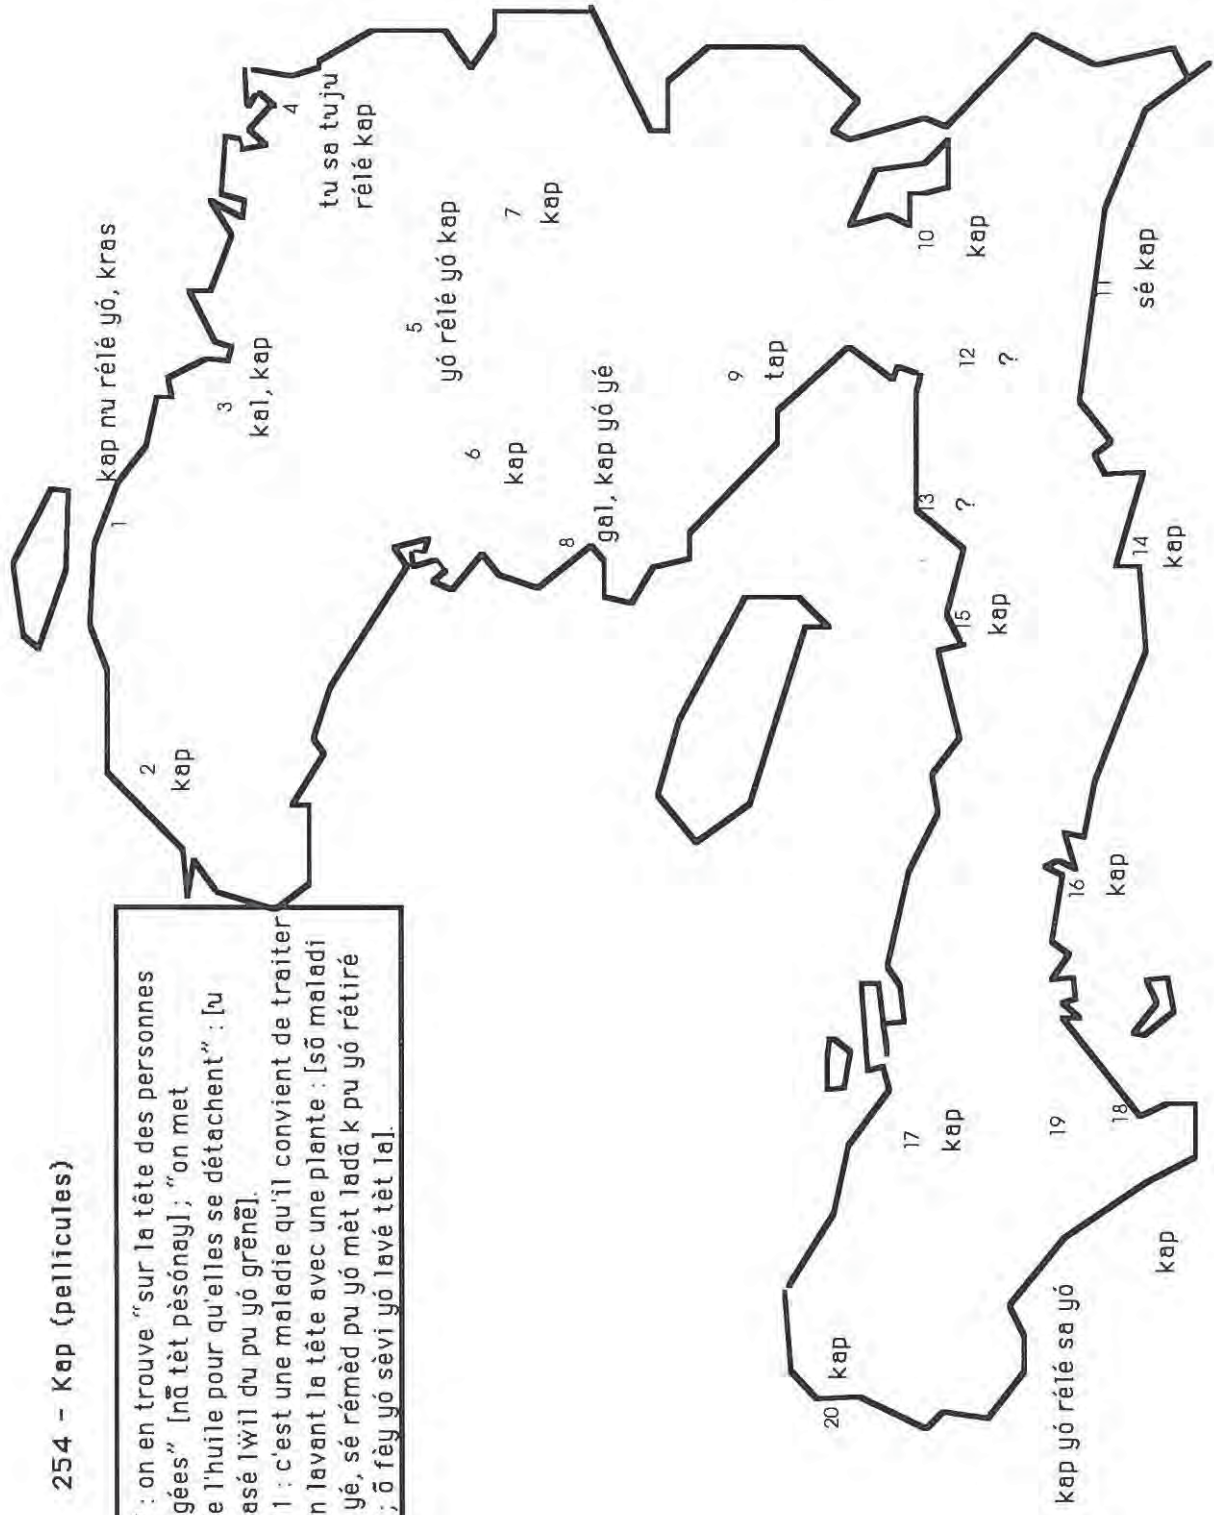 254 - Kap (pellicules)
: on en trouve “sur la tête des personnes
gées” [nā tèt pèsónay]; “on met
e l'huile pour qu'elles se détachent” : [u
asé lwil du pu yó grēnē].
1 : c'est une maladie qu'il convient de traiter
n lavant la tête avec une plante : [sō maladi
yé, sé rémèd pu yó mèt ladā k pu yó rétiré
; ō fèy yó sèvi yó lavé tèt la].
1
kap nu rélé yó, kras
2
kap
3
kal, kap
4
tu sa tuju
rélé kap
5
yó rélé yó kap
6
kap
7
kap
8
gal, kap yó yé
9
tap
10
kap
11
sé kap
12
?
13
?
14
kap
15
kap
16
kap
17
kap
18
kap
19
kap yó rélé sa yó
20
kap